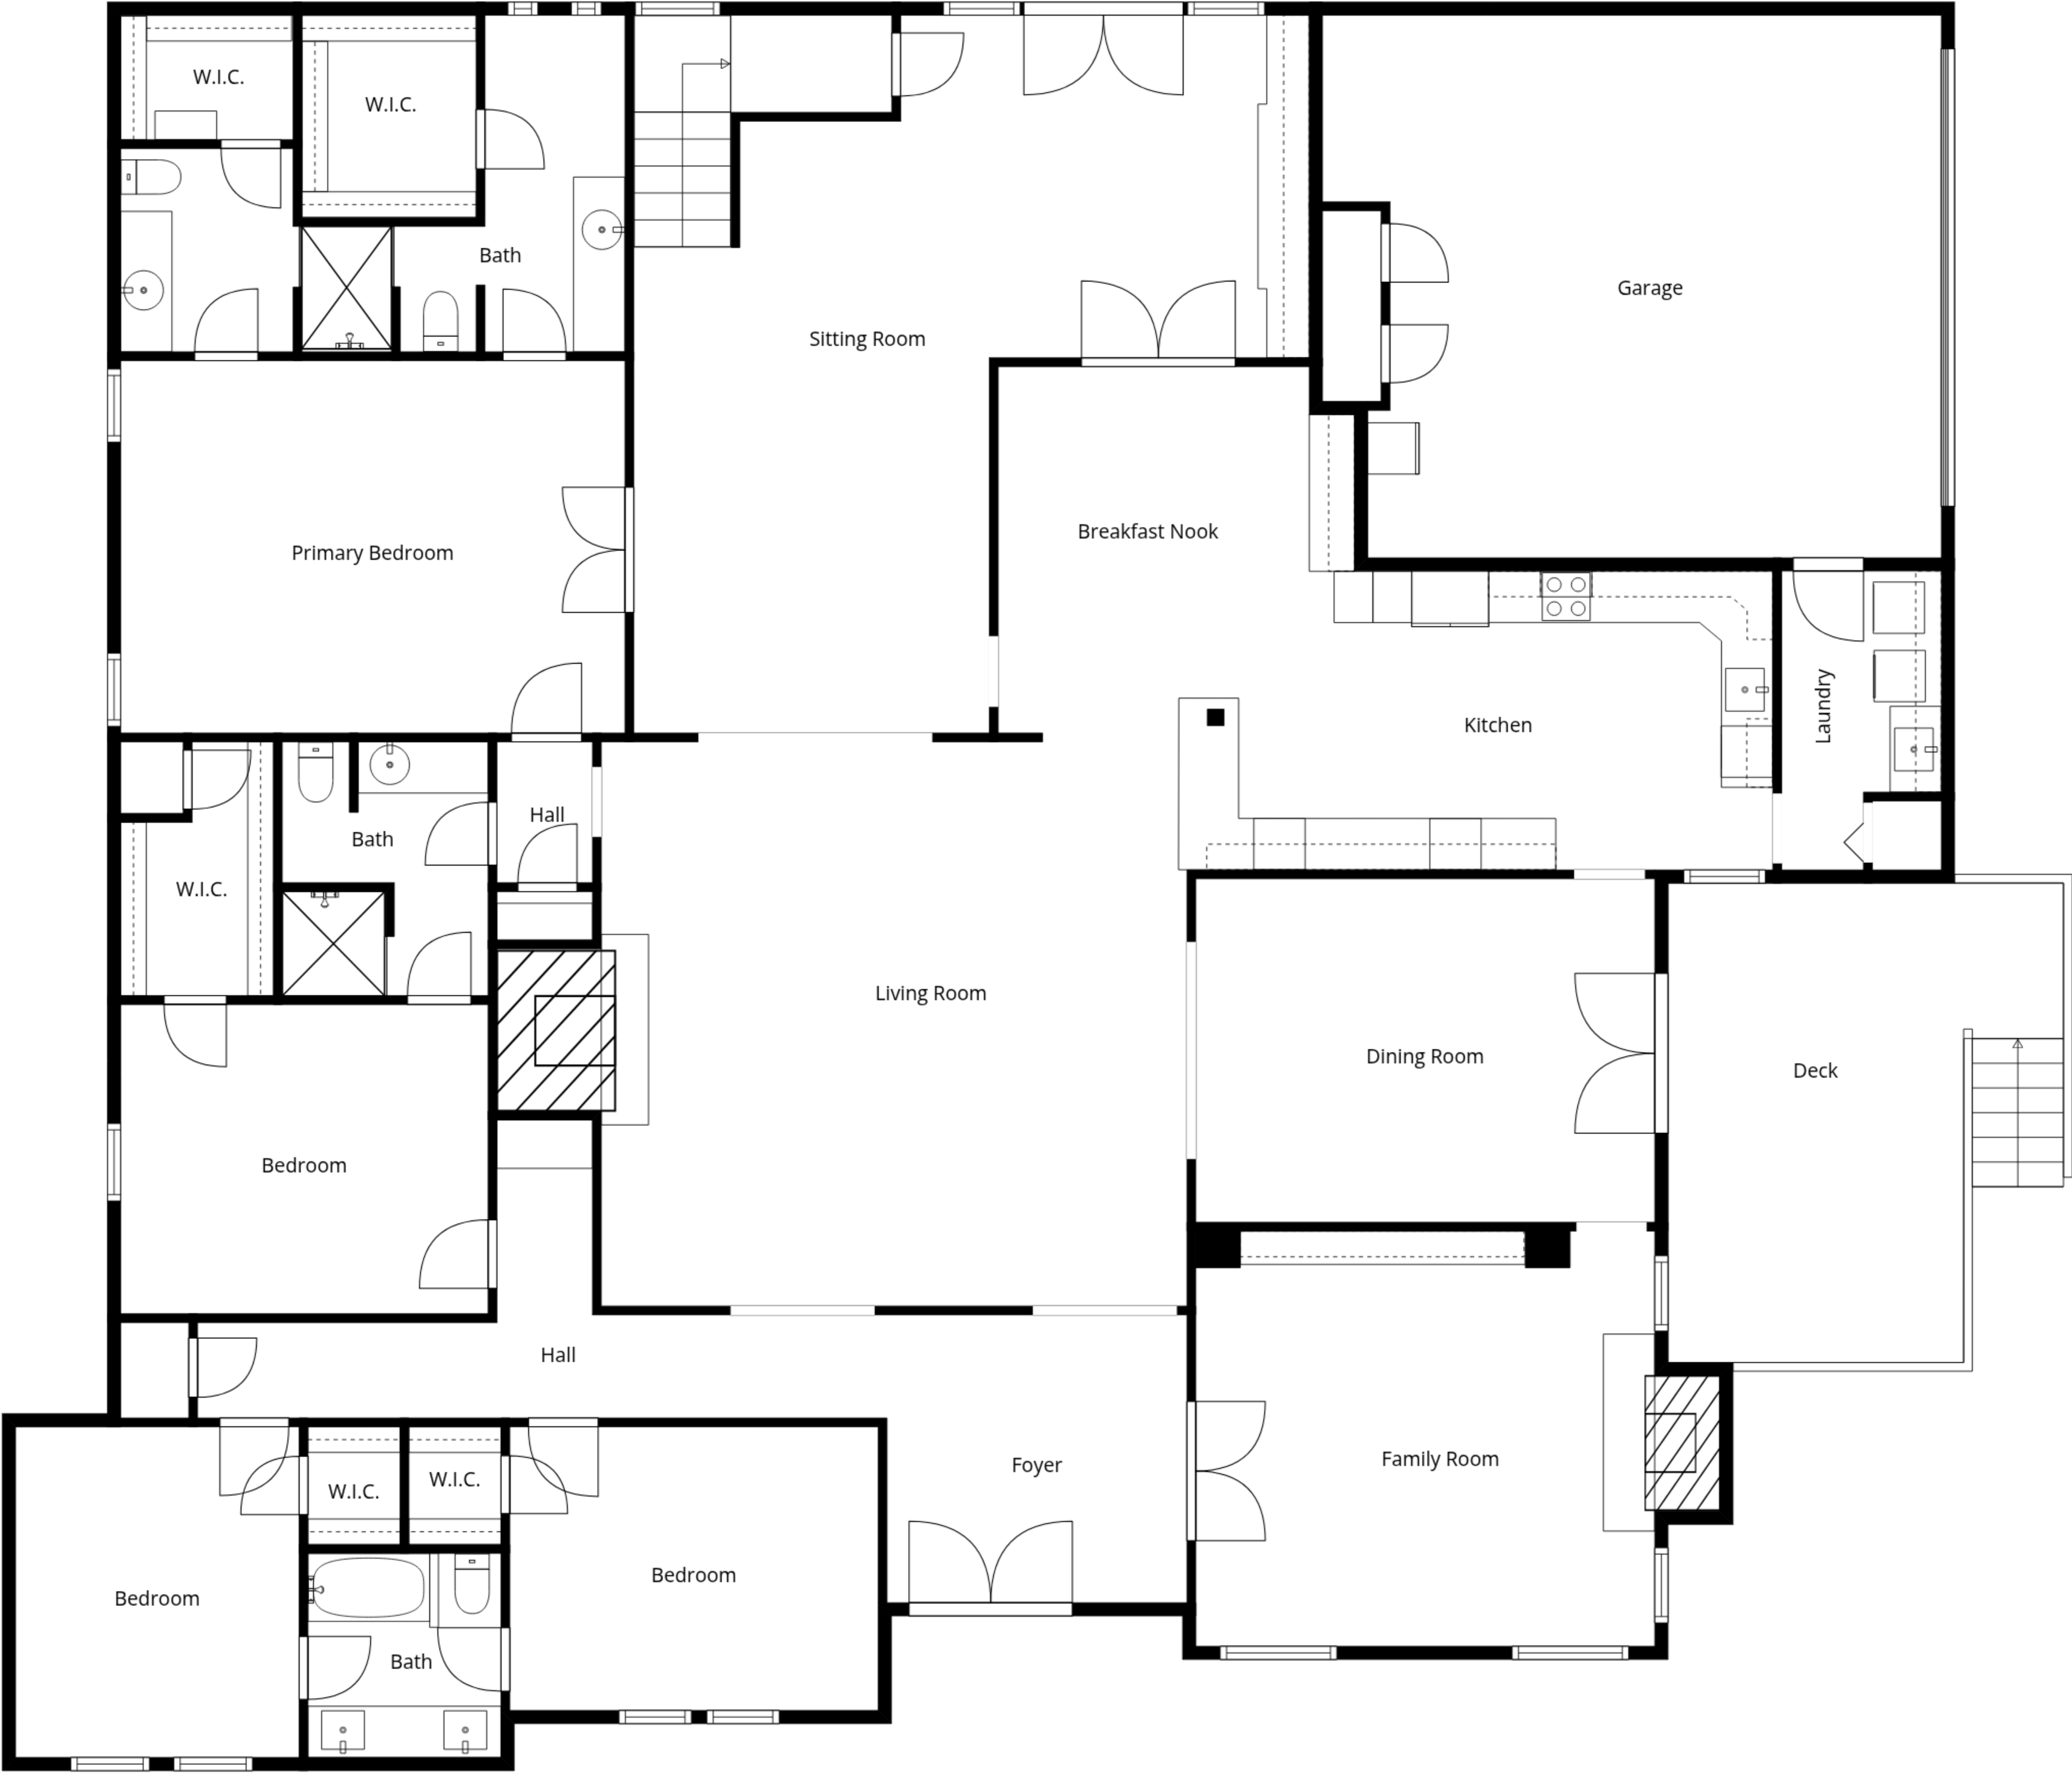 W.I.C.
W.I.C.
Bath
Sitting Room
Garage
Primary Bedroom
Breakfast Nook
Kitchen
Laundry
Hall
Bath
W.I.C.
Living Room
Dining Room
Deck
Bedroom
Hall
Foyer
Family Room
W.I.C.
W.I.C.
Bedroom
Bedroom
Bath